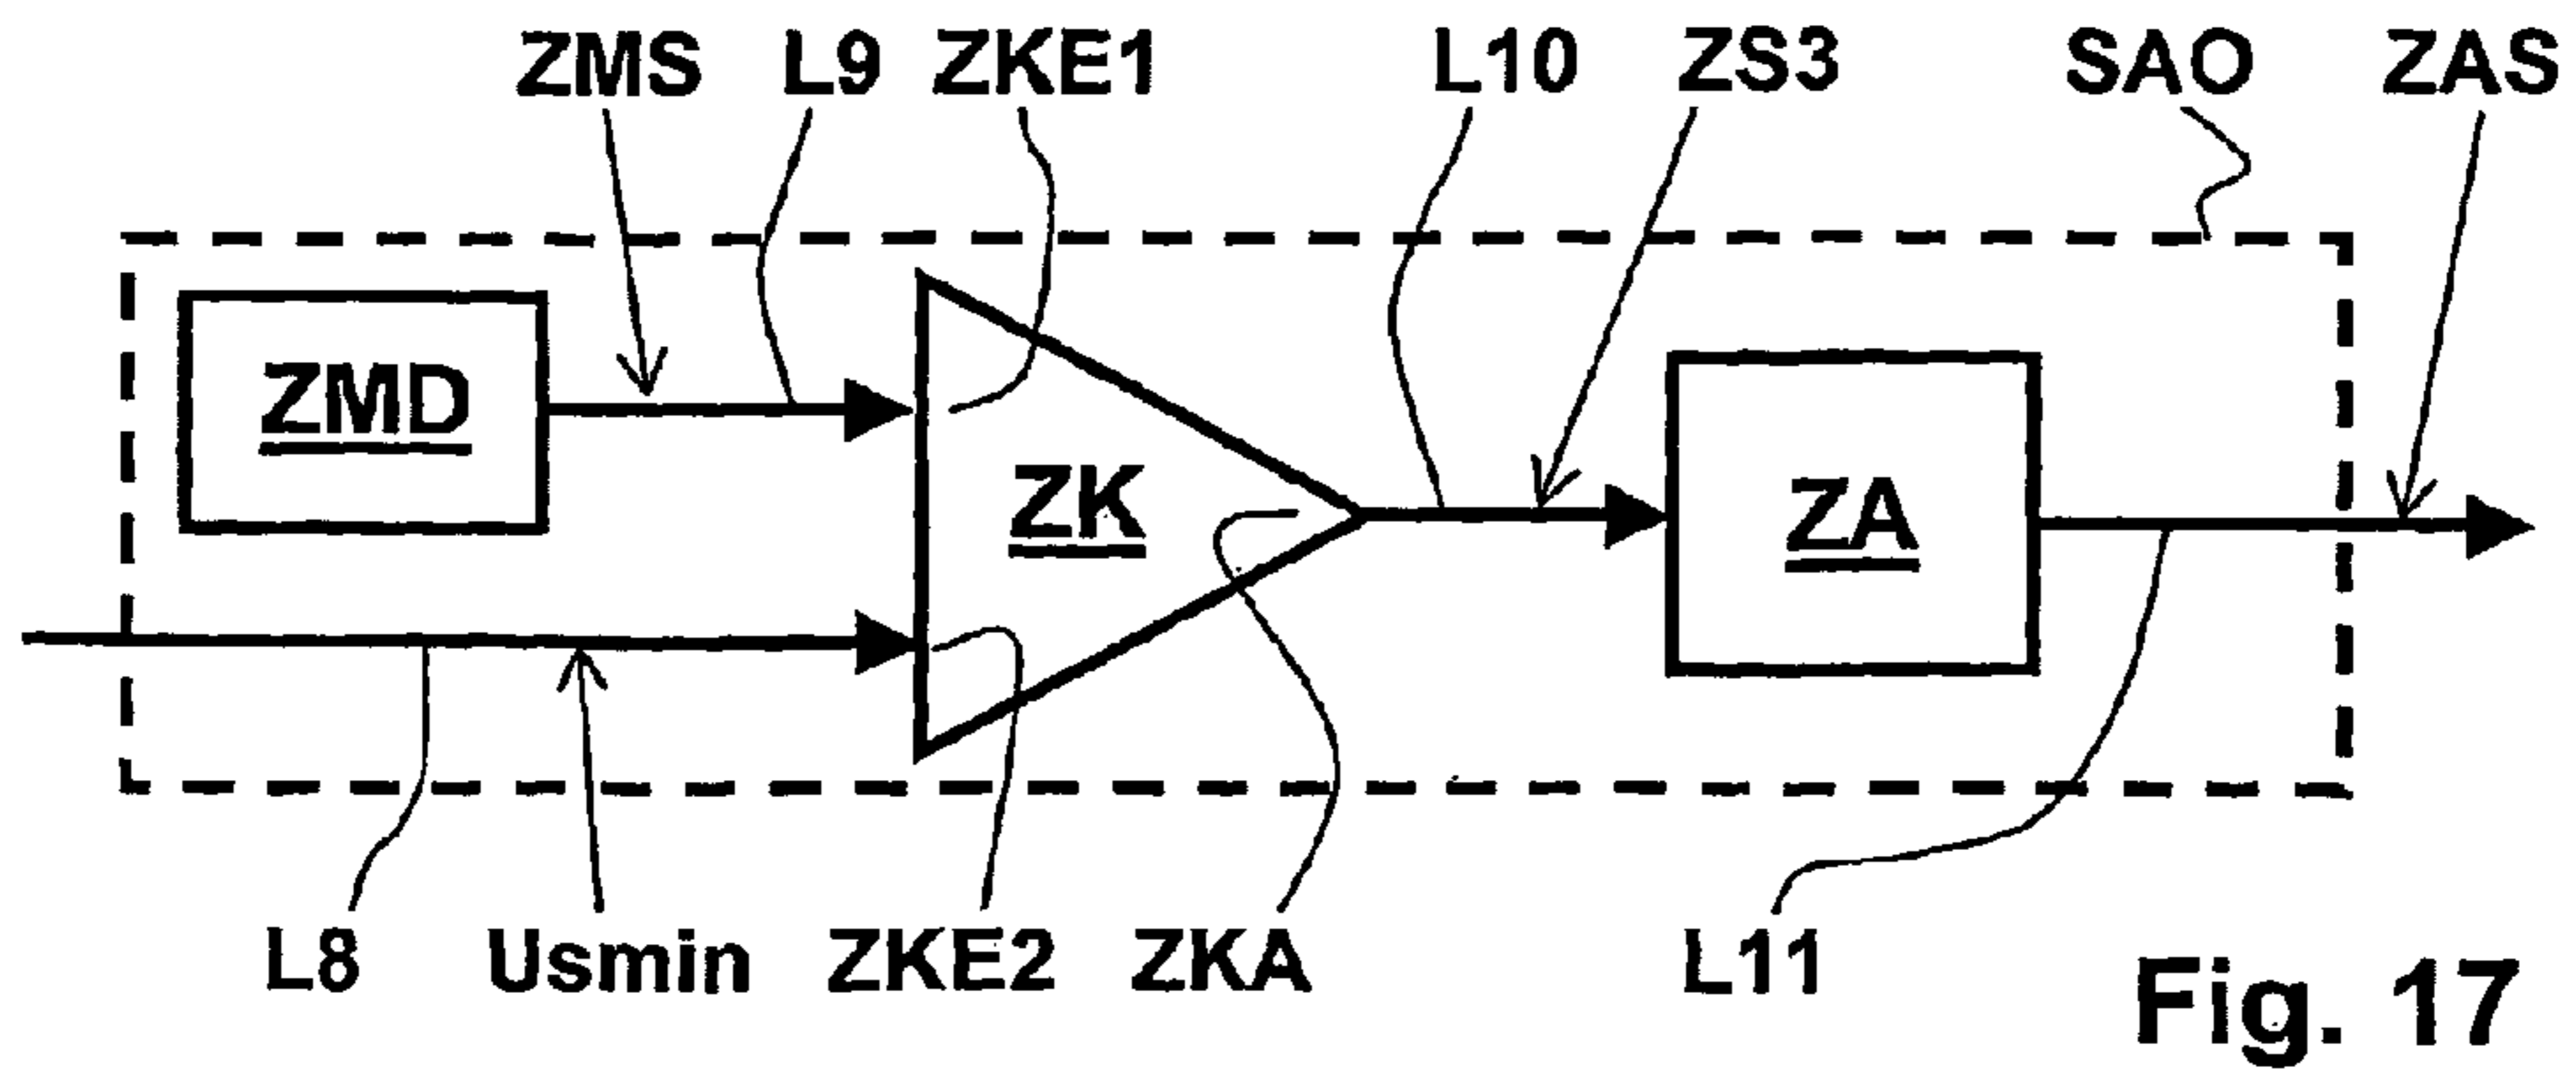 ZMS L9 ZKE1 L10 ZS3 SAO ZAS
ZMD
ZK
ZA
L8 Usmin ZKE2 ZKA L11
Fig. 17